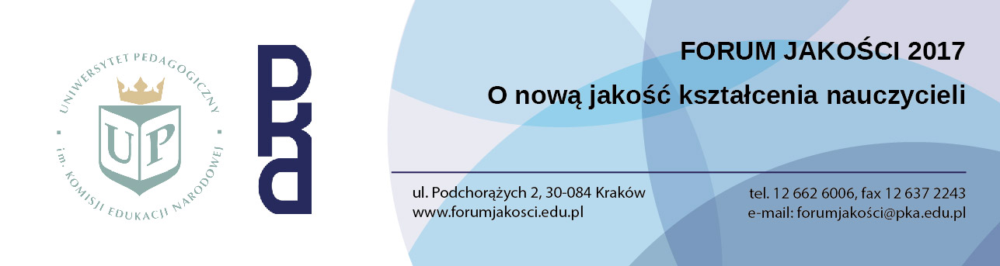 UNIWERSYTET PEDAGOGICZNY
im. KOMISJI EDUKACJI NARODOWEJ
UP
PKA
FORUM JAKOŚCI 2017
O nową jakość kształcenia nauczycieli
ul. Podchorążych 2, 30-084 Kraków
www.forumjakosci.edu.pl
tel. 12 662 6006, fax 12 637 2243
e-mail: forumjakości@pka.edu.pl